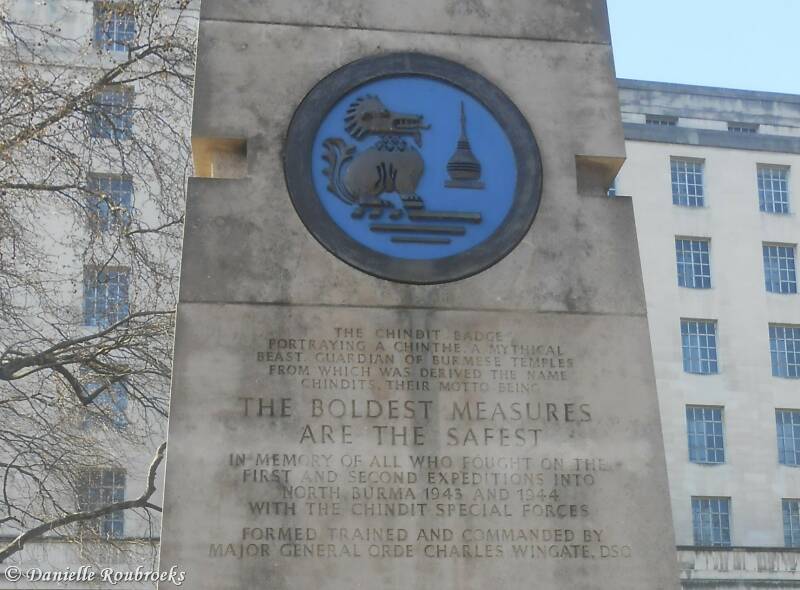 THE CHINDIT BADGE
PORTRAYING A CHINTHE. A MYTHICAL
BEAST. GUARDIAN OF BURMESE TEMPLES
FROM WHICH WAS DERIVED THE NAME
CHINDITS. THEIR MOTTO BEING
THE BOLDEST MEASURES
ARE THE SAFEST
IN MEMORY OF ALL WHO FOUGHT ON THE
FIRST AND SECOND EXPEDITIONS INTO
NORTH BURMA 1943 AND 1944
WITH THE CHINDIT SPECIAL FORCES
FORMED TRAINED AND COMMANDED BY
MAJOR GENERAL ORDE CHARLES WINGATE. DSO
© Danielle Roubroeks